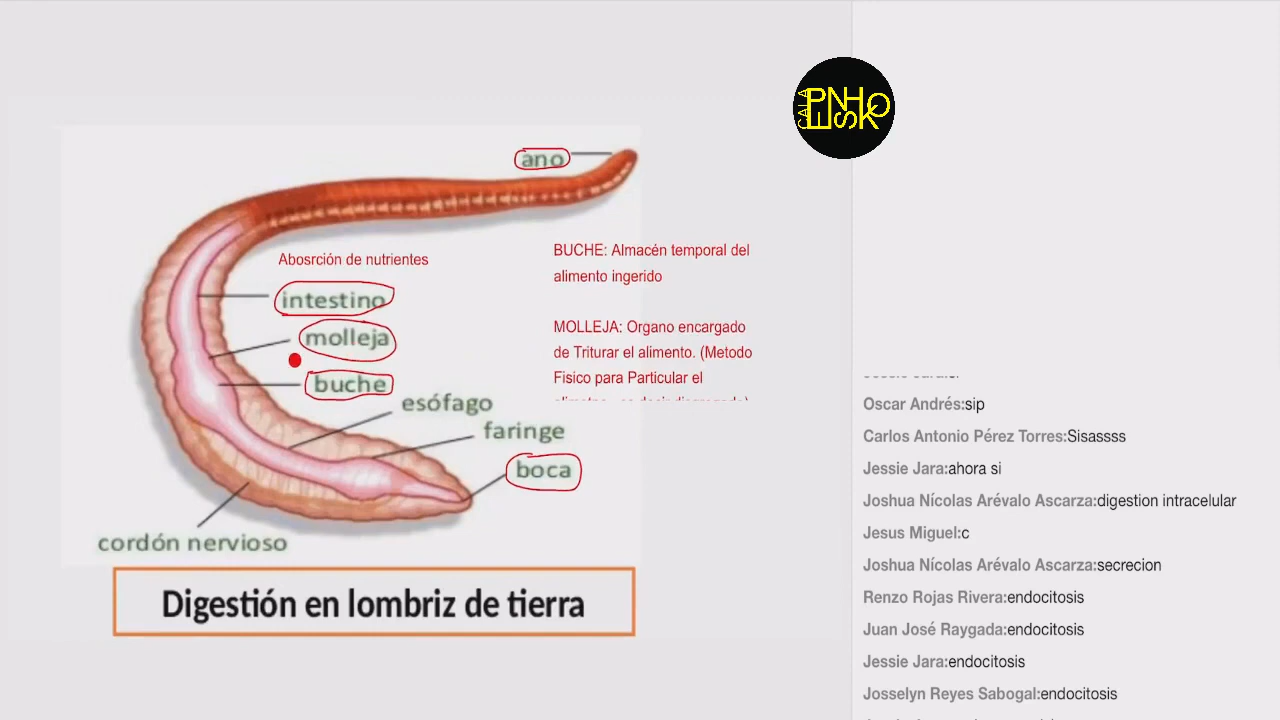 ano
Abosrción de nutrientes
intestino
molleja
buche
esófago
faringe
boca
cordón nervioso
Digestión en lombriz de tierra
BUCHE: Almacén temporal del
alimento ingerido
MOLLEJA: Organo encargado
de Triturar el alimento. (Metodo
Fisico para Particular el
CALA
PENHO
ESK
Oscar Andrés:sip
Carlos Antonio Pérez Torres:Sisassss
Jessie Jara:ahora si
Joshua Nícolas Arévalo Ascarza:digestion intracelular
Jesus Miguel:c
Joshua Nícolas Arévalo Ascarza:secrecion
Renzo Rojas Rivera:endocitosis
Juan José Raygada:endocitosis
Jessie Jara:endocitosis
Josselyn Reyes Sabogal:endocitosis